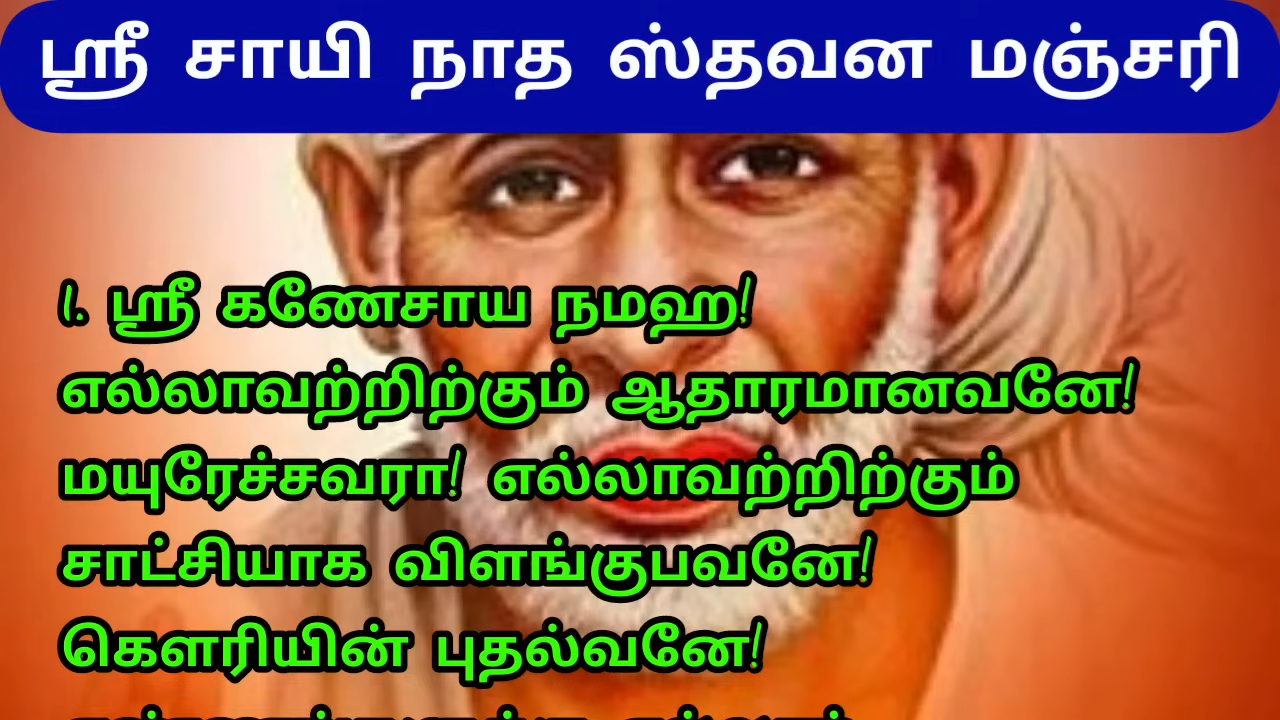 ஸ்ரீ சாயி நாத ஸ்தவன மஞ்சரி
1. ஸ்ரீ கணேசாய நமஹ!
எல்லாவற்றிற்கும் ஆதாரமானவனே!
மயுரேச்சவரா! எல்லாவற்றிற்கும்
சாட்சியாக விளங்குபவனே!
கௌரியின் புதல்வனே!